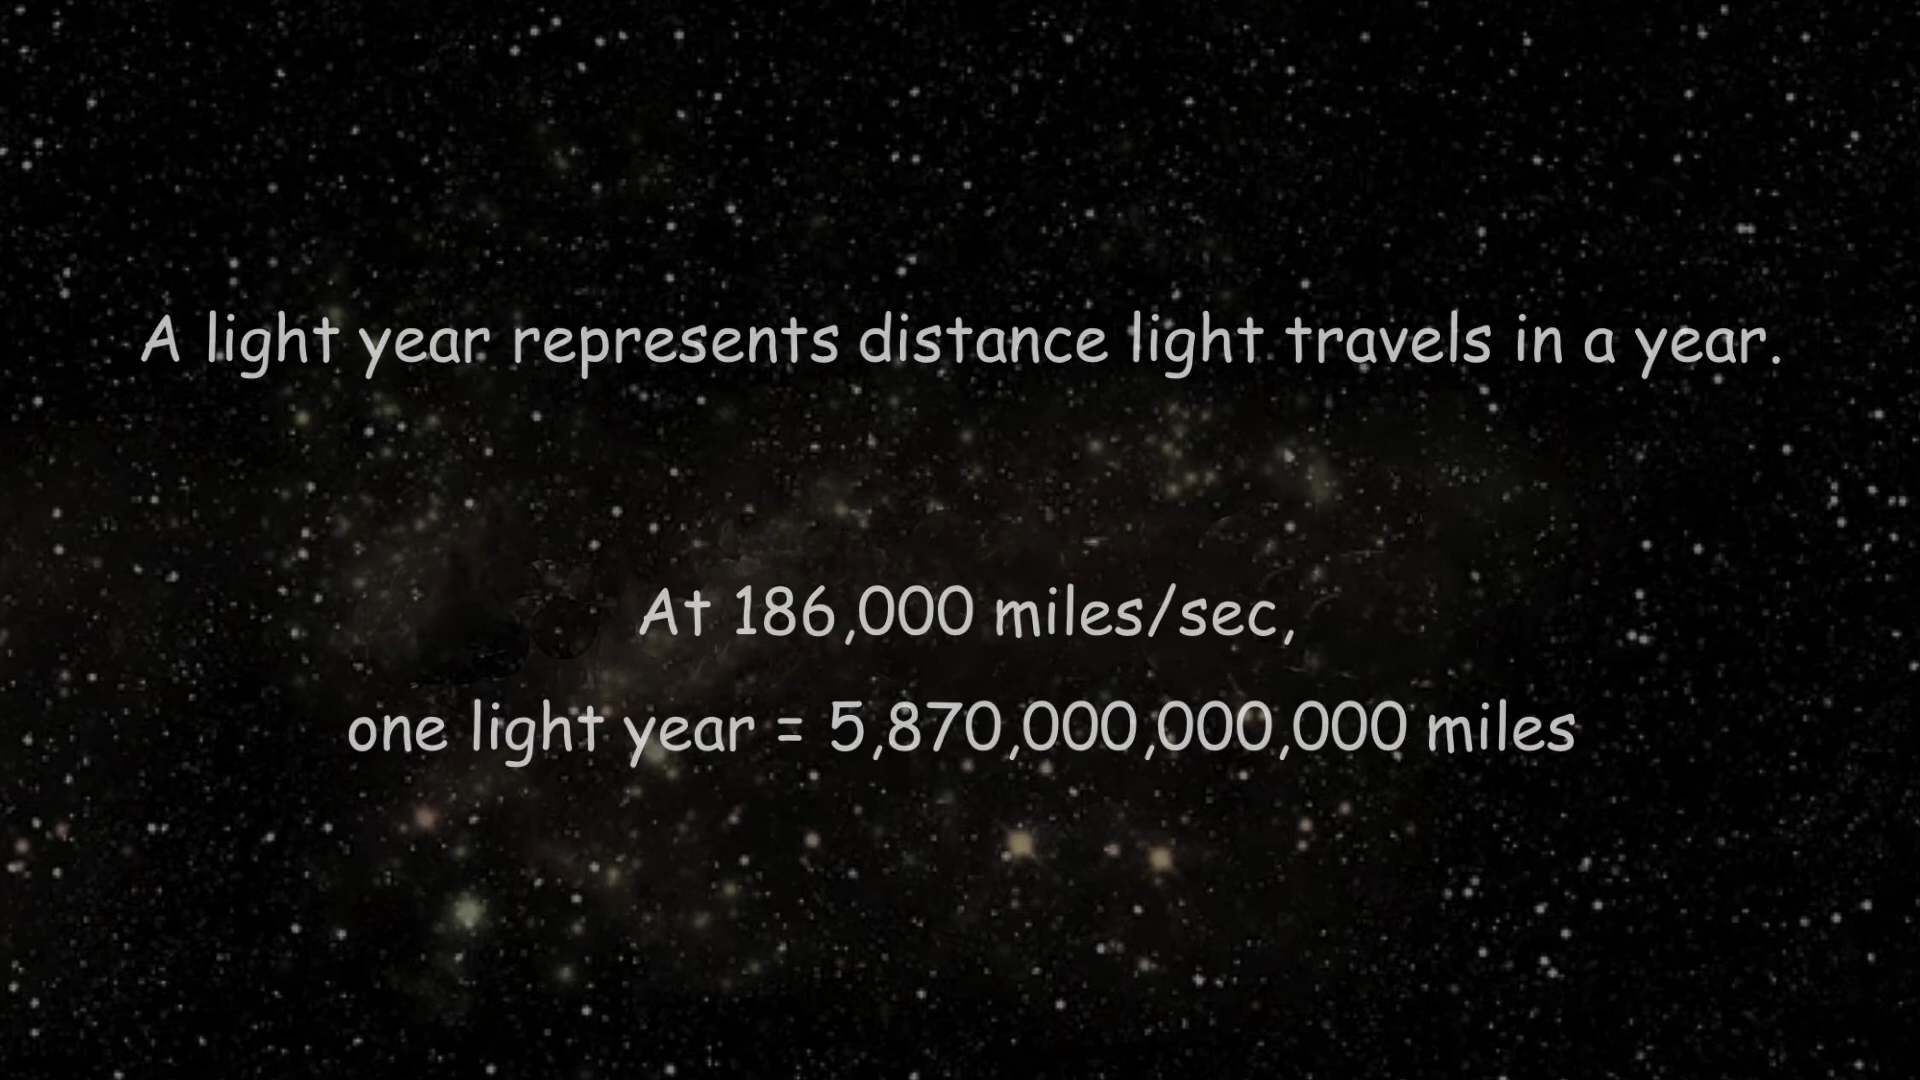 A light year represents distance light travels in a year.
At 186,000 miles/sec,
one light year = 5,870,000,000,000 miles